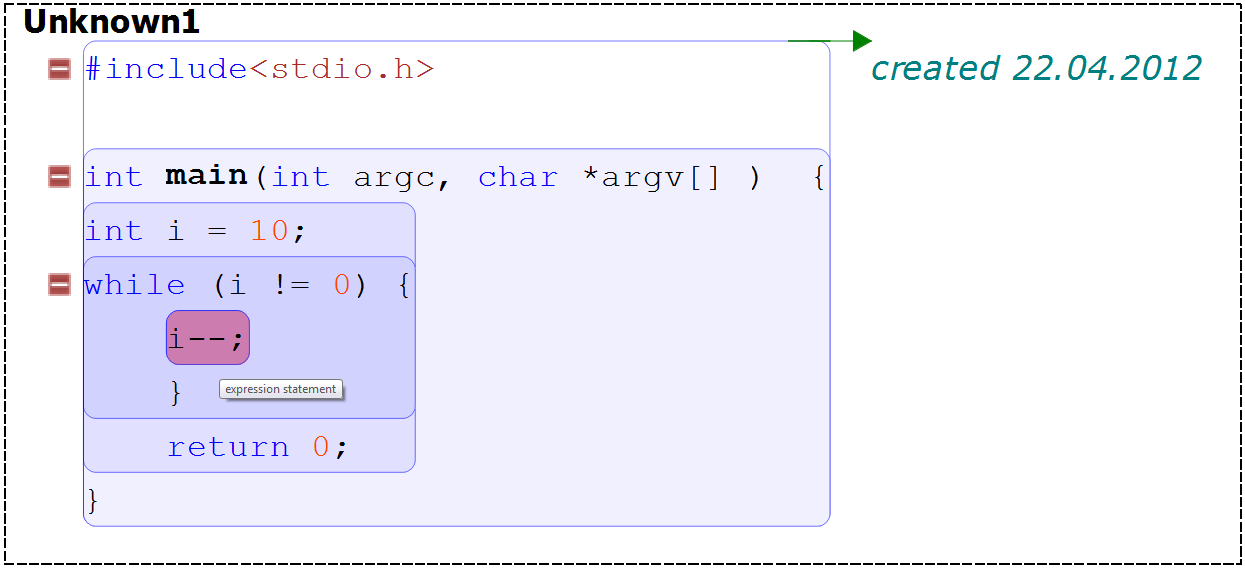 Unknown1
#include<stdio.h>
created 22.04.2012
int main(int argc, char *argv[] )  {
int i = 10;
while (i != 0) {
i--;
}
expression statement
return 0;
}